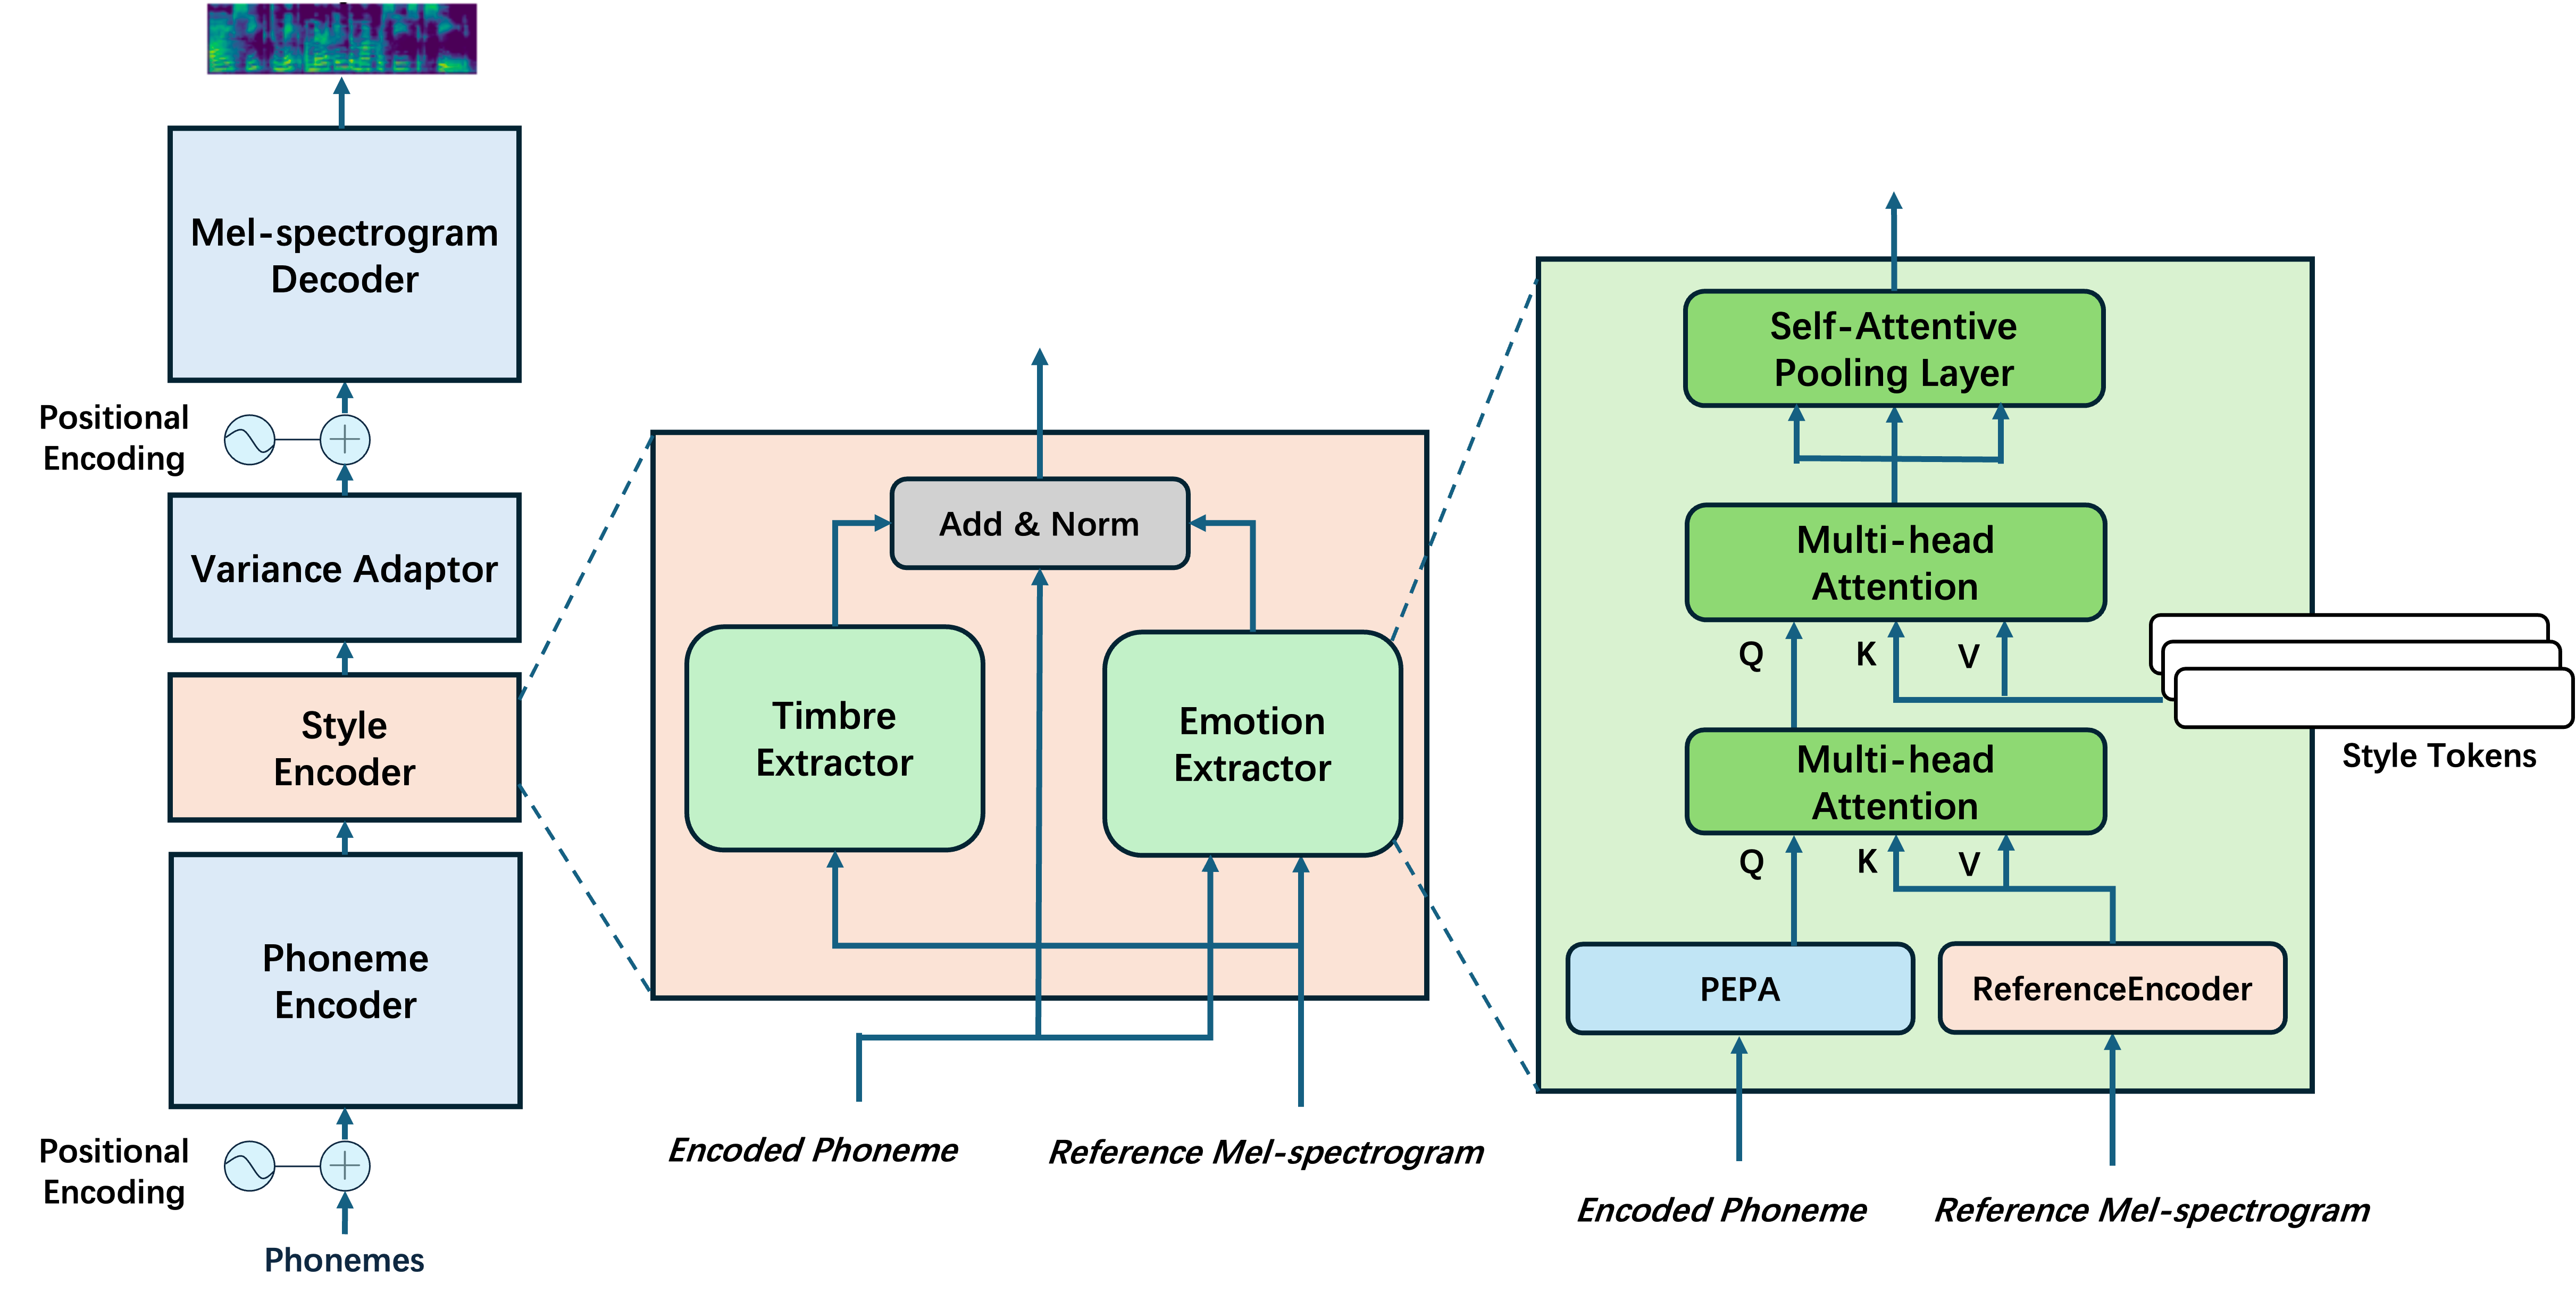 Mel-spectrogram
Decoder
Positional
Encoding
Variance Adaptor
Style
Encoder
Phoneme
Encoder
Positional
Encoding
Phonemes
Add & Norm
Timbre
Extractor
Emotion
Extractor
Encoded Phoneme
Reference Mel-spectrogram
Self-Attentive
Pooling Layer
Multi-head
Attention
Q K V
Style Tokens
Multi-head
Attention
Q K V
PEPA
ReferenceEncoder
Encoded Phoneme
Reference Mel-spectrogram